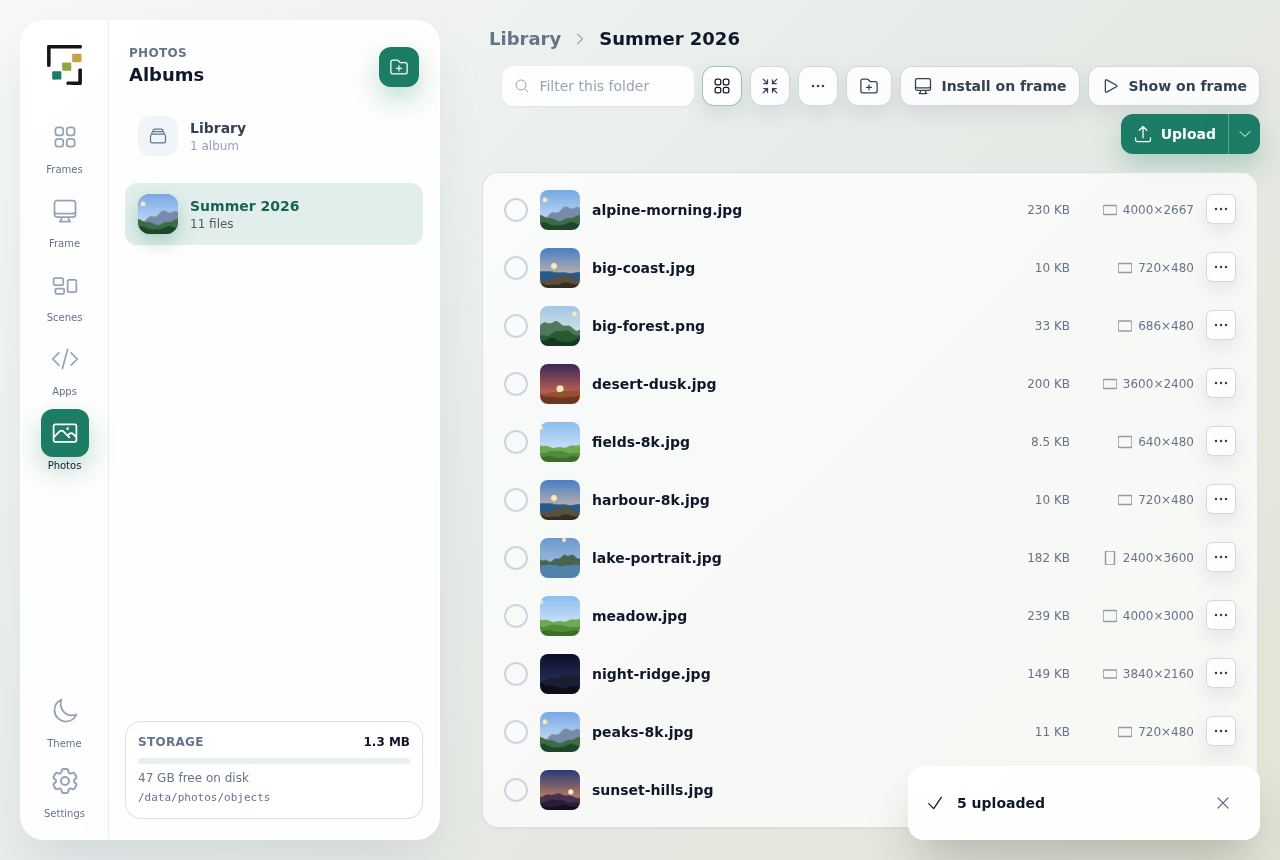 Frames
Frame
Scenes
Apps
Photos
Theme
Settings
PHOTOS
Albums
Library
1 album
Summer 2026
11 files
STORAGE 1.3 MB
47 GB free on disk
/data/photos/objects
Library Summer 2026
Filter this folder
Install on frame
Show on frame
Upload
alpine-morning.jpg 230 KB 4000×2667
big-coast.jpg 10 KB 720×480
big-forest.png 33 KB 686×480
desert-dusk.jpg 200 KB 3600×2400
fields-8k.jpg 8.5 KB 640×480
harbour-8k.jpg 10 KB 720×480
lake-portrait.jpg 182 KB 2400×3600
meadow.jpg 239 KB 4000×3000
night-ridge.jpg 149 KB 3840×2160
peaks-8k.jpg 11 KB 720×480
sunset-hills.jpg
5 uploaded